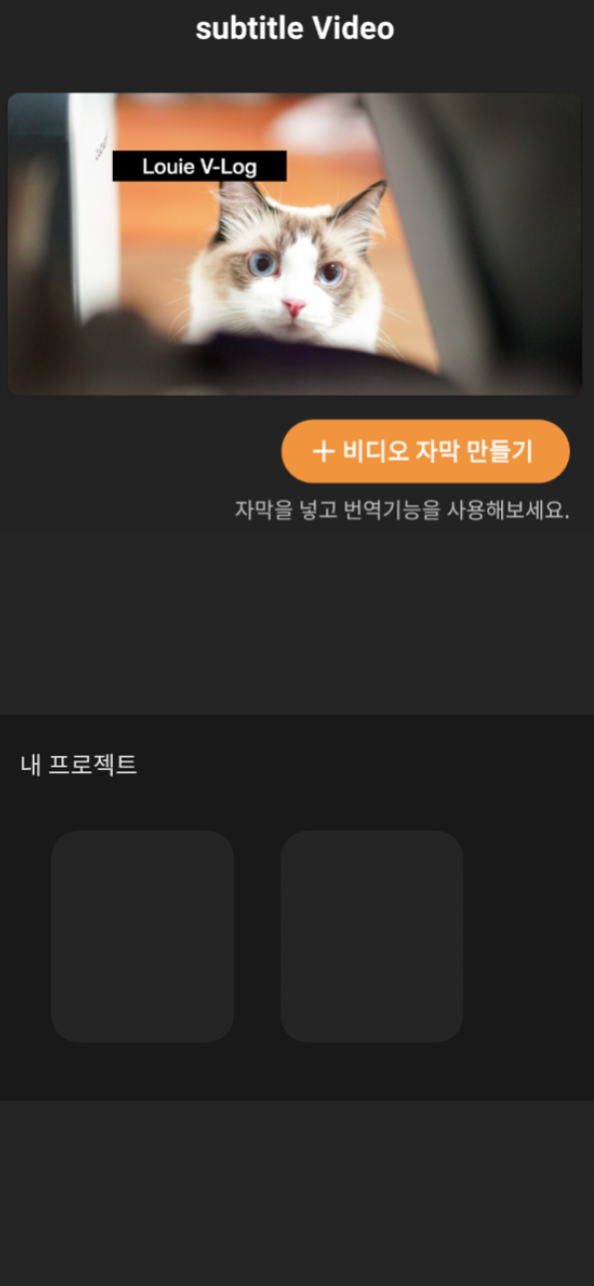 subtitle Video
Louie V-Log
+ 비디오 자막 만들기
자막을 넣고 번역기능을 사용해보세요.
내 프로젝트